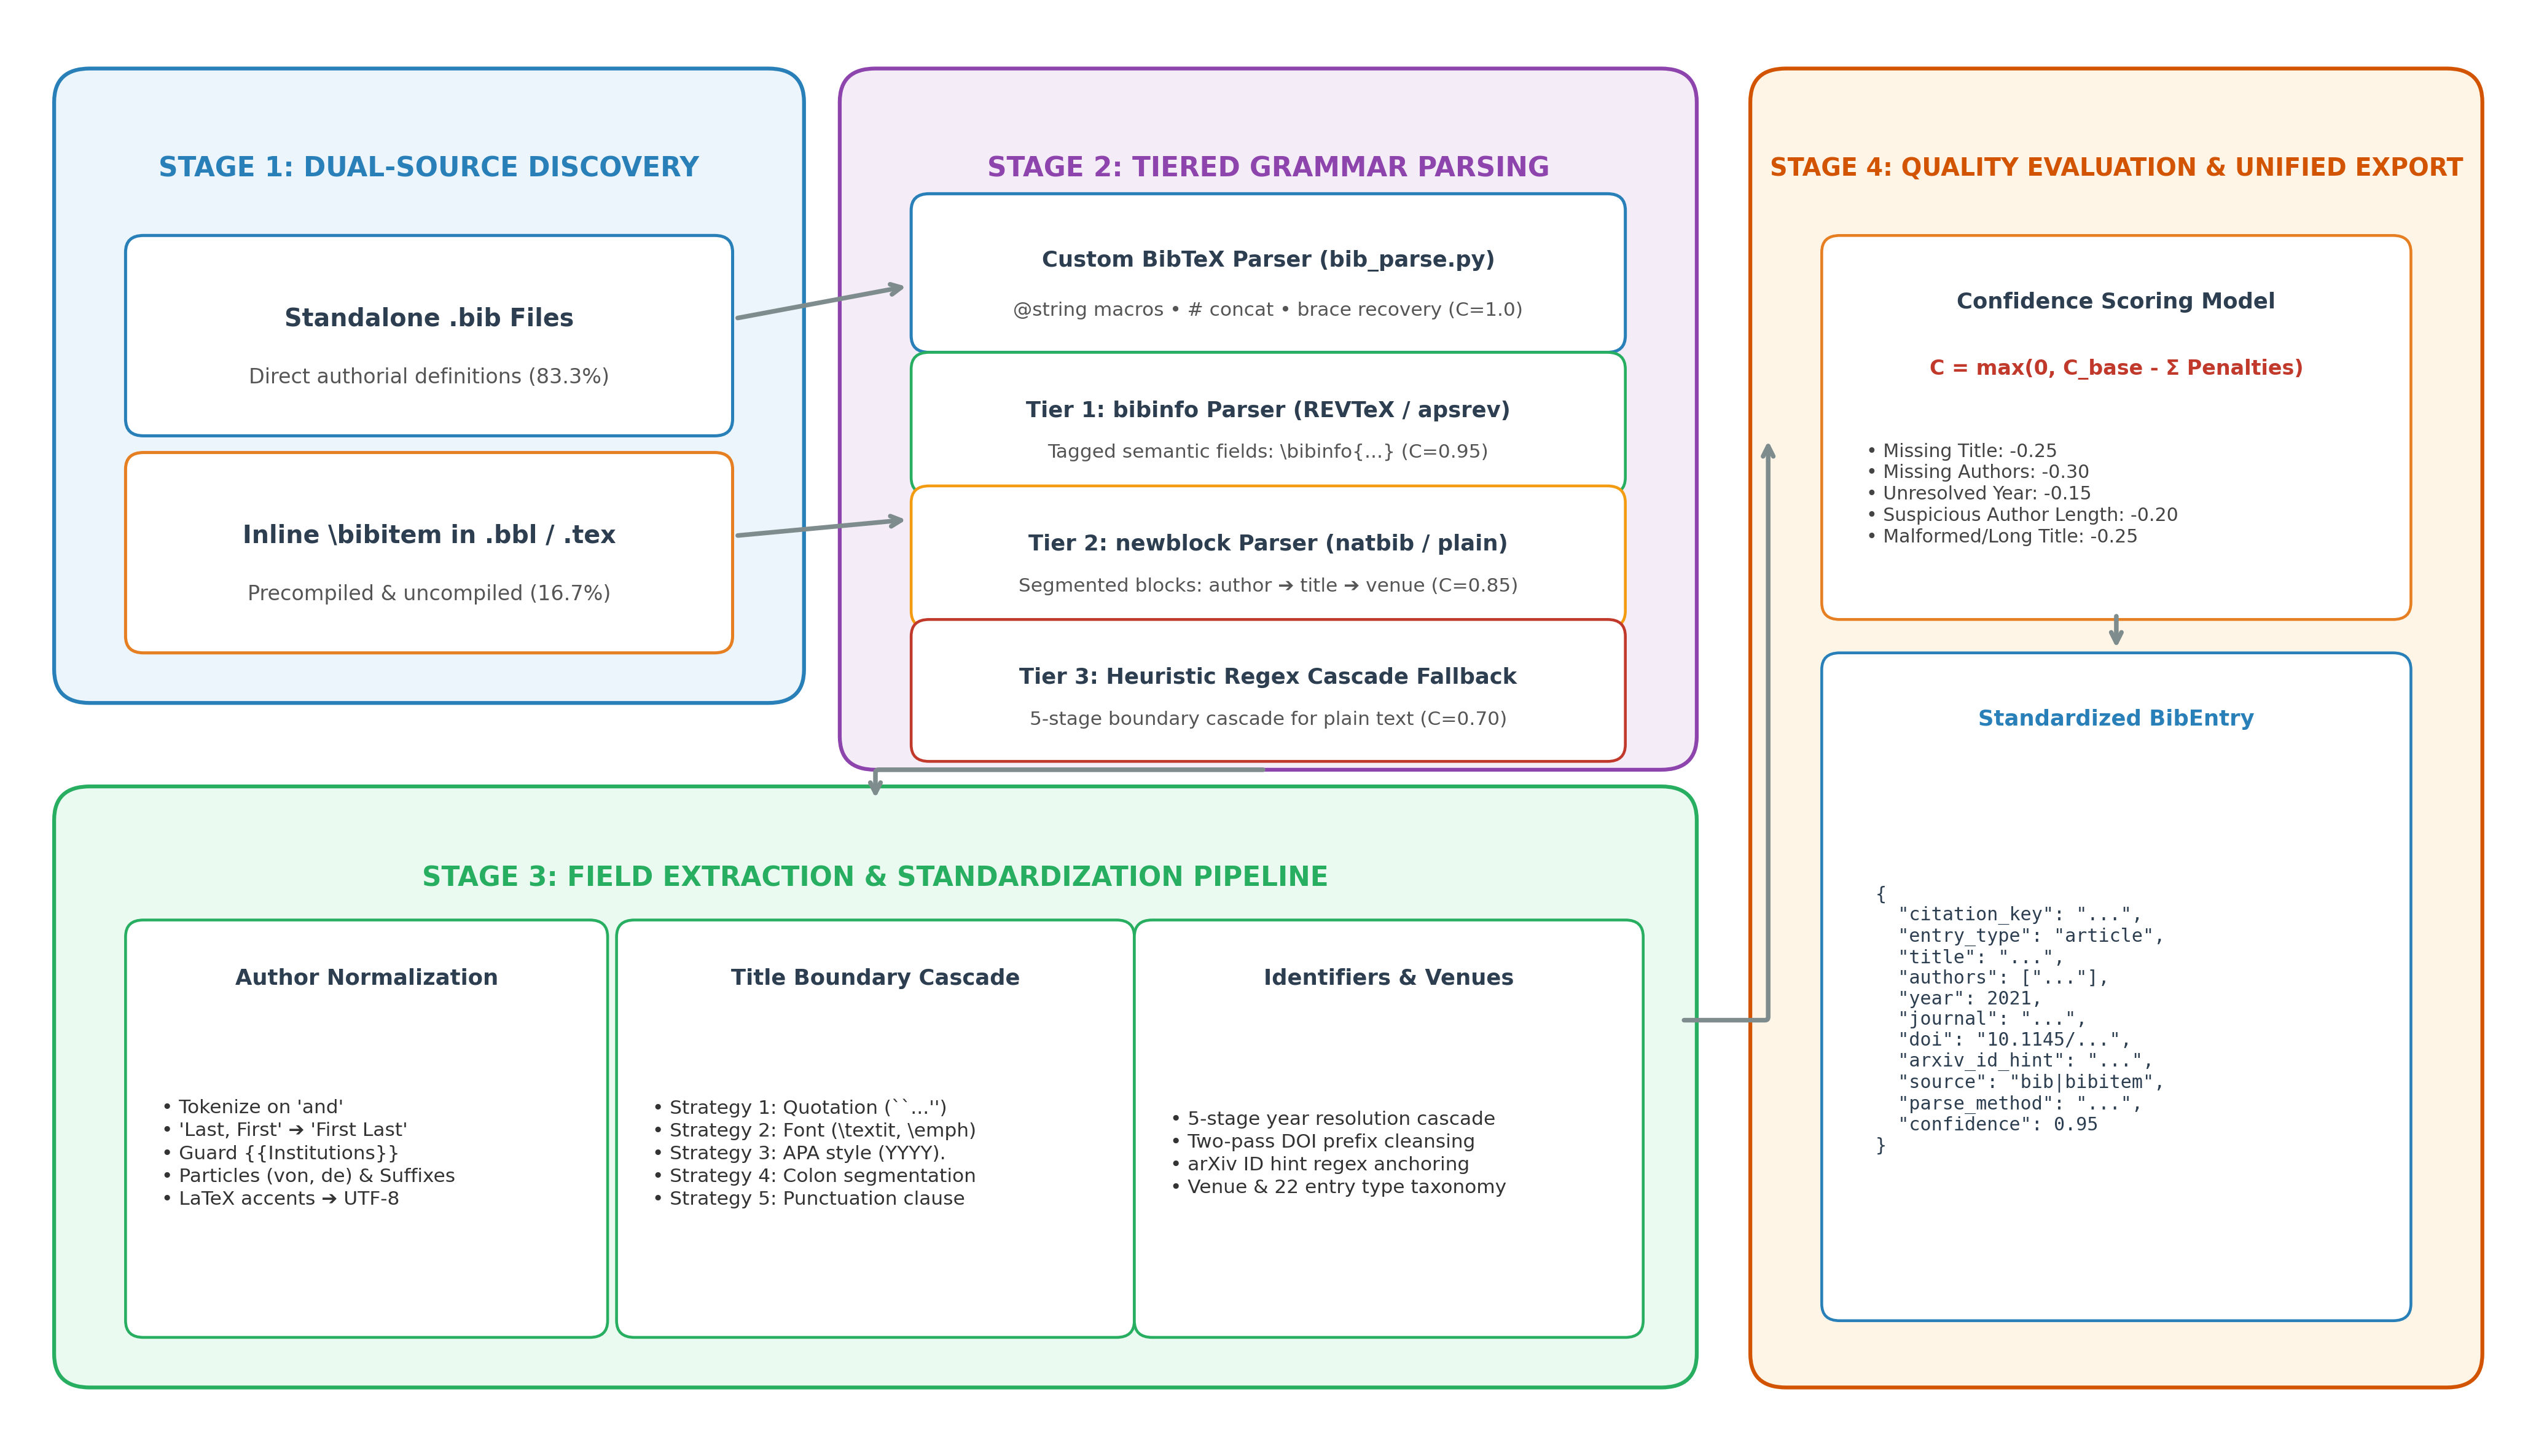 STAGE 1: DUAL-SOURCE DISCOVERY
Standalone .bib Files
Direct authorial definitions (83.3%)
Inline \bibitem in .bbl / .tex
Precompiled & uncompiled (16.7%)
STAGE 2: TIERED GRAMMAR PARSING
Custom BibTeX Parser (bib_parse.py)
@string macros • # concat • brace recovery (C=1.0)
Tier 1: bibinfo Parser (REVTeX / apsrev)
Tagged semantic fields: \bibinfo{...} (C=0.95)
Tier 2: newblock Parser (natbib / plain)
Segmented blocks: author ➔ title ➔ venue (C=0.85)
Tier 3: Heuristic Regex Cascade Fallback
5-stage boundary cascade for plain text (C=0.70)
STAGE 3: FIELD EXTRACTION & STANDARDIZATION PIPELINE
Author Normalization
• Tokenize on 'and'
• 'Last, First' ➔ 'First Last'
• Guard {{Institutions}}
• Particles (von, de) & Suffixes
• LaTeX accents ➔ UTF-8
Title Boundary Cascade
• Strategy 1: Quotation (``...'')
• Strategy 2: Font (\textit, \emph)
• Strategy 3: APA style (YYYY).
• Strategy 4: Colon segmentation
• Strategy 5: Punctuation clause
Identifiers & Venues
• 5-stage year resolution cascade
• Two-pass DOI prefix cleansing
• arXiv ID hint regex anchoring
• Venue & 22 entry type taxonomy
STAGE 4: QUALITY EVALUATION & UNIFIED EXPORT
Confidence Scoring Model
C = max(0, C_base - Σ Penalties)
• Missing Title: -0.25
• Missing Authors: -0.30
• Unresolved Year: -0.15
• Suspicious Author Length: -0.20
• Malformed/Long Title: -0.25
Standardized BibEntry
{
  "citation_key": "...",
  "entry_type": "article",
  "title": "...",
  "authors": ["..."],
  "year": 2021,
  "journal": "...",
  "doi": "10.1145/...",
  "arxiv_id_hint": "...",
  "source": "bib|bibitem",
  "parse_method": "...",
  "confidence": 0.95
}